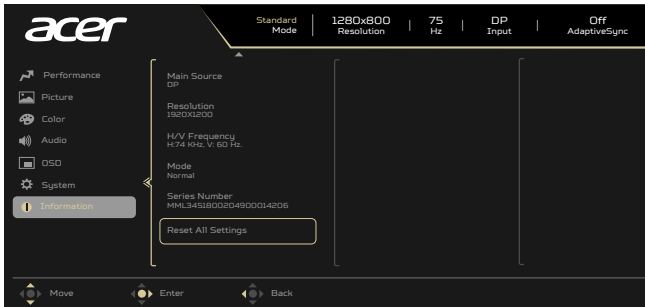 acer
Standard Mode
1280x800 Resolution
75 Hz
DP Input
Off AdaptiveSync
Performance
Picture
Color
Audio
OSD
System
Information
Main Source
DP
Resolution
1920X1200
H/V Frequency
H:74 KHz, V: 60 Hz.
Mode
Normal
Series Number
MML3451800204900014206
Reset All Settings
Move
Enter
Back